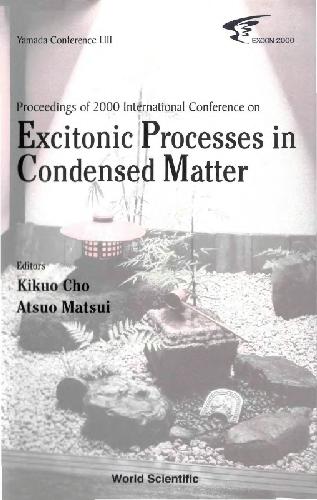 Yamada Conference LIII
EXCON 2000
Proceedings of 2000 International Conference on
Excitonic Processes in
Condensed Matter
Editors
Kikuo Cho
Atsuo Matsui
World Scientific